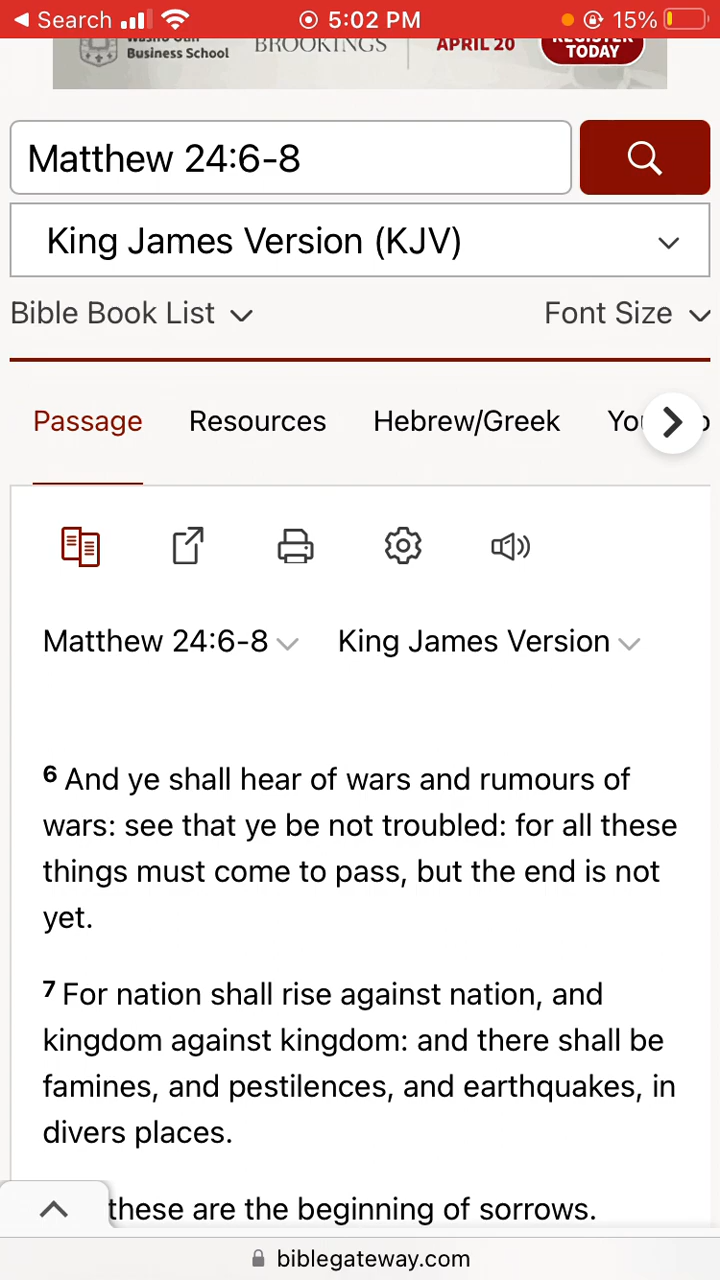 Search 5:02 PM 15%
Business School BROOKINGS APRIL 20 REGISTER
TODAY
Matthew 24:6-8
King James Version (KJV)
Bible Book List Font Size
Passage Resources Hebrew/Greek
Matthew 24:6-8 King James Version
6 And ye shall hear of wars and rumours of
wars: see that ye be not troubled: for all these
things must come to pass, but the end is not
yet.
7 For nation shall rise against nation, and
kingdom against kingdom: and there shall be
famines, and pestilences, and earthquakes, in
divers places.
these are the beginning of sorrows.
biblegateway.com